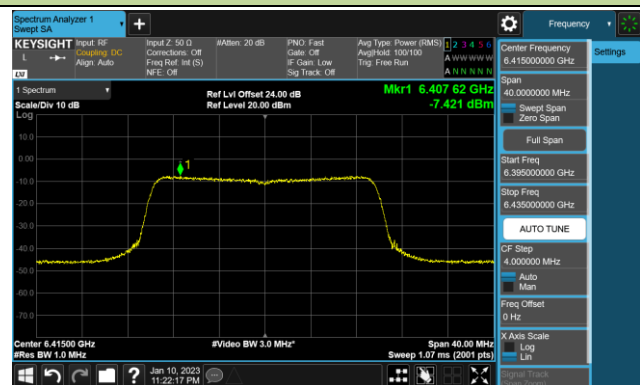 Spectrum Analyzer 1
Swept SA
Frequency
KEYSIGHT
L
LXI
Input: RF
Coupling: DC
Align: Auto
Input Z: 50 Ω
Corrections: Off
Freq Ref: Int (S)
NFE: Off
#Atten: 20 dB
PNO: Fast
Gate: Off
IF Gain: Low
Sig Track: Off
Avg Type: Power (RMS)
Avg|Hold: 100/100
Trig: Free Run
1 2 3 4 5 6
A W W W W W
A N N N N N
Center Frequency
6.415000000 GHz
Settings
Span
40.0000000 MHz
Swept Span
Zero Span
Full Span
Start Freq
6.395000000 GHz
Stop Freq
6.435000000 GHz
AUTO TUNE
CF Step
4.000000 MHz
Auto
Man
Freq Offset
0 Hz
X Axis Scale
Log
Lin
Signal Track
1 Spectrum
Scale/Div 10 dB
Log
Ref Lvl Offset 24.00 dB
Ref Level 20.00 dBm
Mkr1 6.407 62 GHz
-7.421 dBm
10.0
0.00
-10.0
-20.0
-30.0
-40.0
-50.0
-60.0
-70.0
1
Center 6.41500 GHz
#Res BW 1.0 MHz
#Video BW 3.0 MHz*
Span 40.00 MHz
Sweep 1.07 ms (2001 pts)
?
Jan 10, 2023
11:22:17 PM